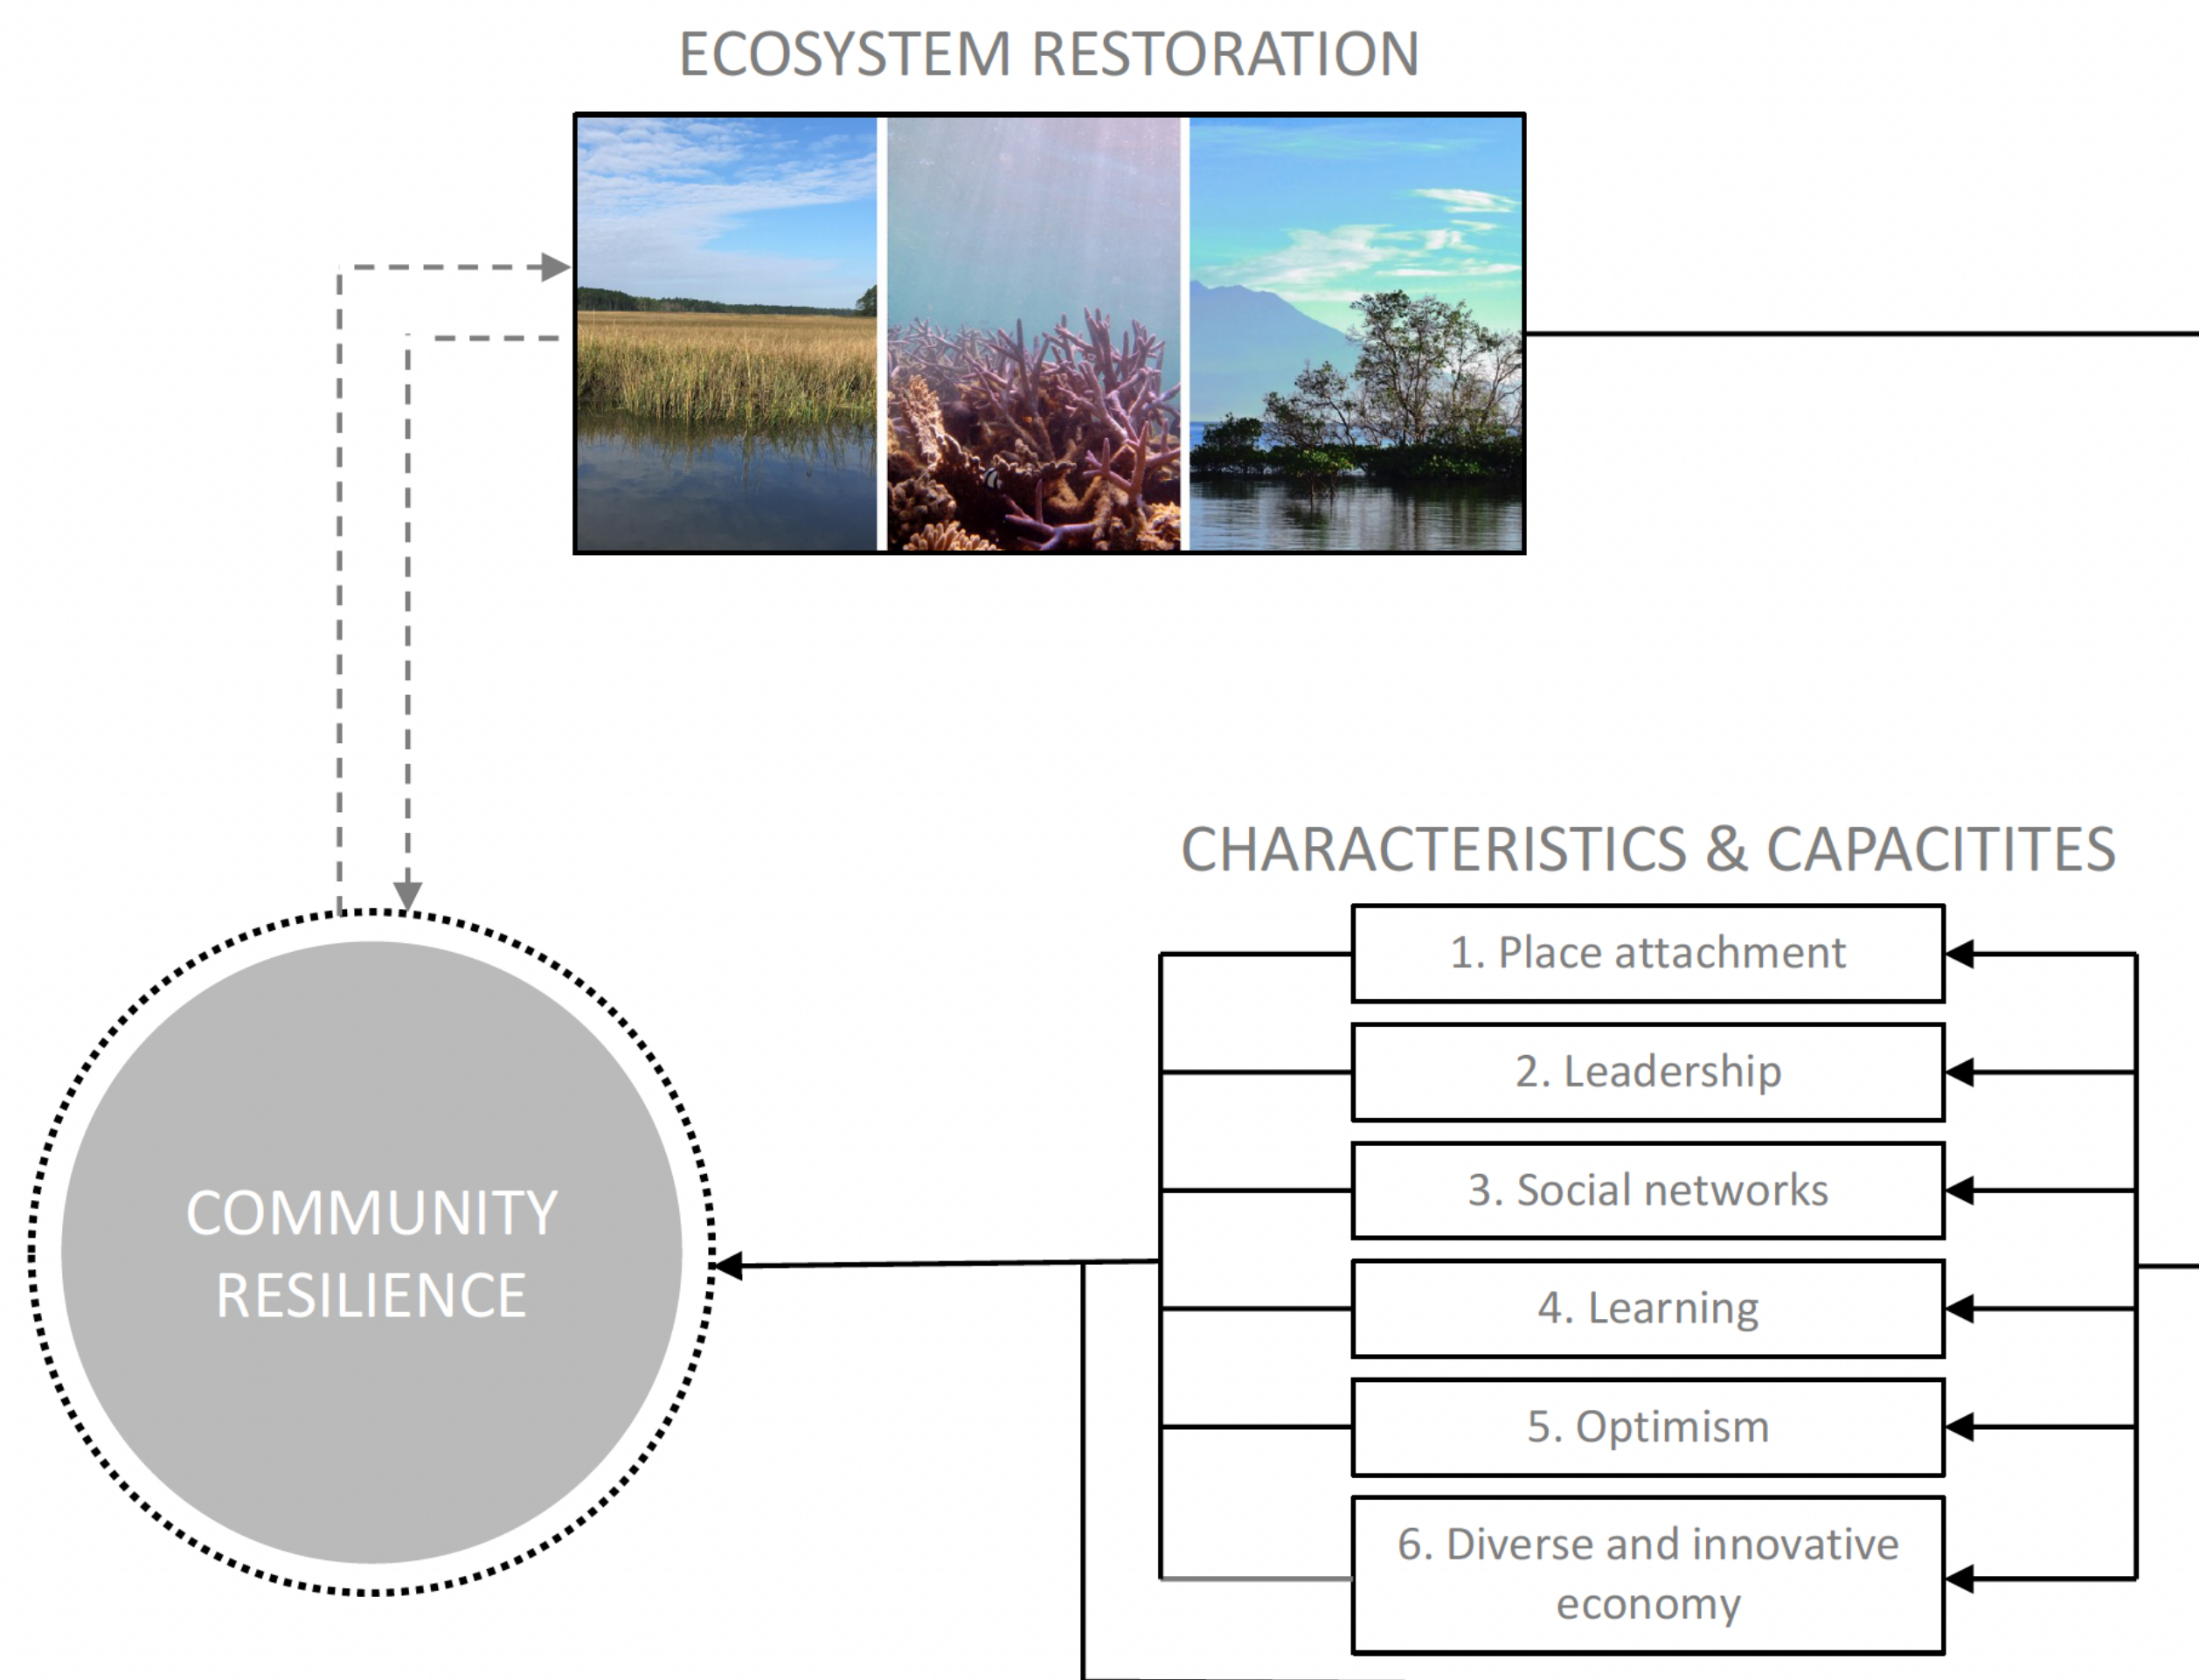 ECOSYSTEM RESTORATION
CHARACTERISTICS & CAPACITITES
1. Place attachment
2. Leadership
3. Social networks
4. Learning
5. Optimism
6. Diverse and innovative
economy
COMMUNITY
RESILIENCE